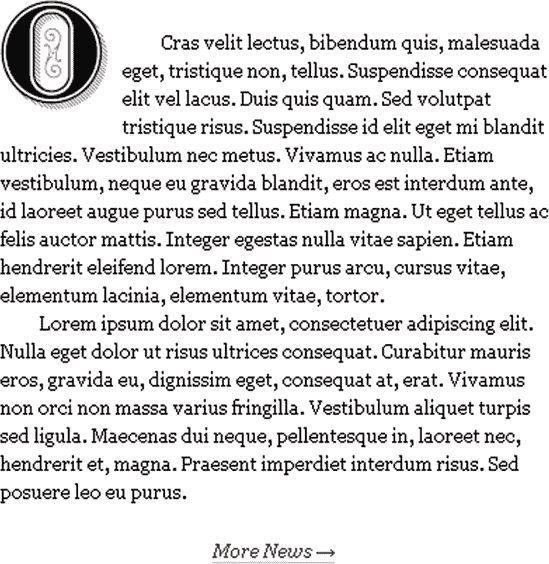 Cras velit lectus, bibendum quis, malesuada
eget, tristique non, tellus. Suspendisse consequat
elit vel lacus. Duis quis quam. Sed volutpat
tristique risus. Suspendisse id elit eget mi blandit
ultricies. Vestibulum nec metus. Vivamus ac nulla. Etiam
vestibulum, neque eu gravida blandit, eros est interdum ante,
id laoreet augue purus sed tellus. Etiam magna. Ut eget tellus ac
felis auctor mattis. Integer egestas nulla vitae sapien. Etiam
hendrerit eleifend lorem. Integer purus arcu, cursus vitae,
elementum lacinia, elementum vitae, tortor.
Lorem ipsum dolor sit amet, consectetuer adipiscing elit.
Nulla eget dolor ut risus ultrices consequat. Curabitur mauris
eros, gravida eu, dignissim eget, consequat at, erat. Vivamus
non orci non massa varius fringilla. Vestibulum aliquet turpis
sed ligula. Maecenas dui neque, pellentesque in, laoreet nec,
hendrerit et, magna. Praesent imperdiet interdum risus. Sed
posuere leo eu purus.
More News →